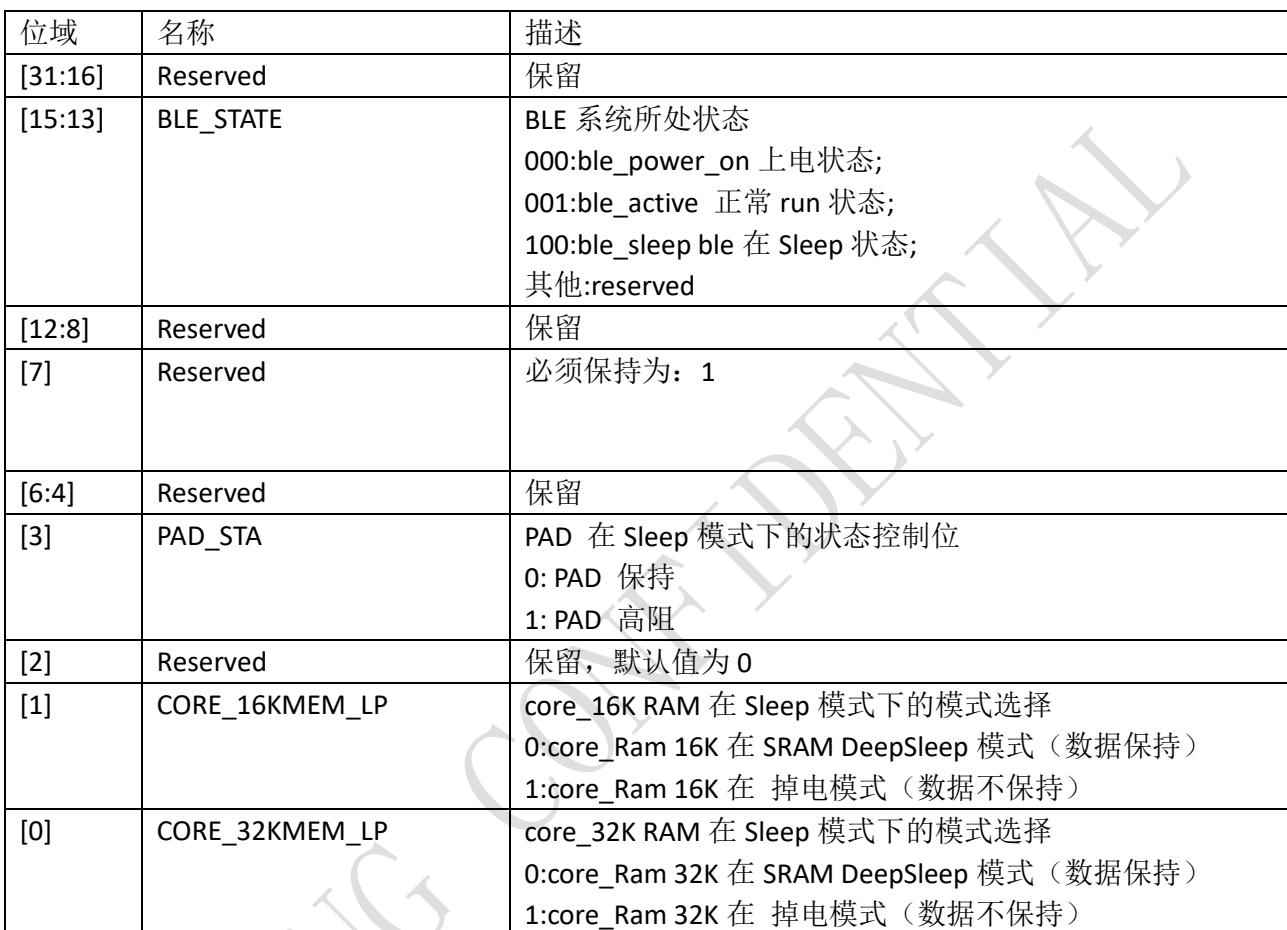 位域 名称 描述
[31:16] Reserved 保留
[15:13] BLE_STATE BLE 系统所处状态
000:ble_power_on 上电状态;
001:ble_active 正常 run 状态;
100:ble_sleep ble 在 Sleep 状态;
其他:reserved
[12:8] Reserved 保留
[7] Reserved 必须保持为：1
[6:4] Reserved 保留
[3] PAD_STA PAD 在 Sleep 模式下的状态控制位
0: PAD 保持
1: PAD 高阻
[2] Reserved 保留，默认值为 0
[1] CORE_16KMEM_LP core_16K RAM 在 Sleep 模式下的模式选择
0:core_Ram 16K 在 SRAM DeepSleep 模式（数据保持）
1:core_Ram 16K 在 掉电模式（数据不保持）
[0] CORE_32KMEM_LP core_32K RAM 在 Sleep 模式下的模式选择
0:core_Ram 32K 在 SRAM DeepSleep 模式（数据保持）
1:core_Ram 32K 在 掉电模式（数据不保持）
CONFIDENTIAL